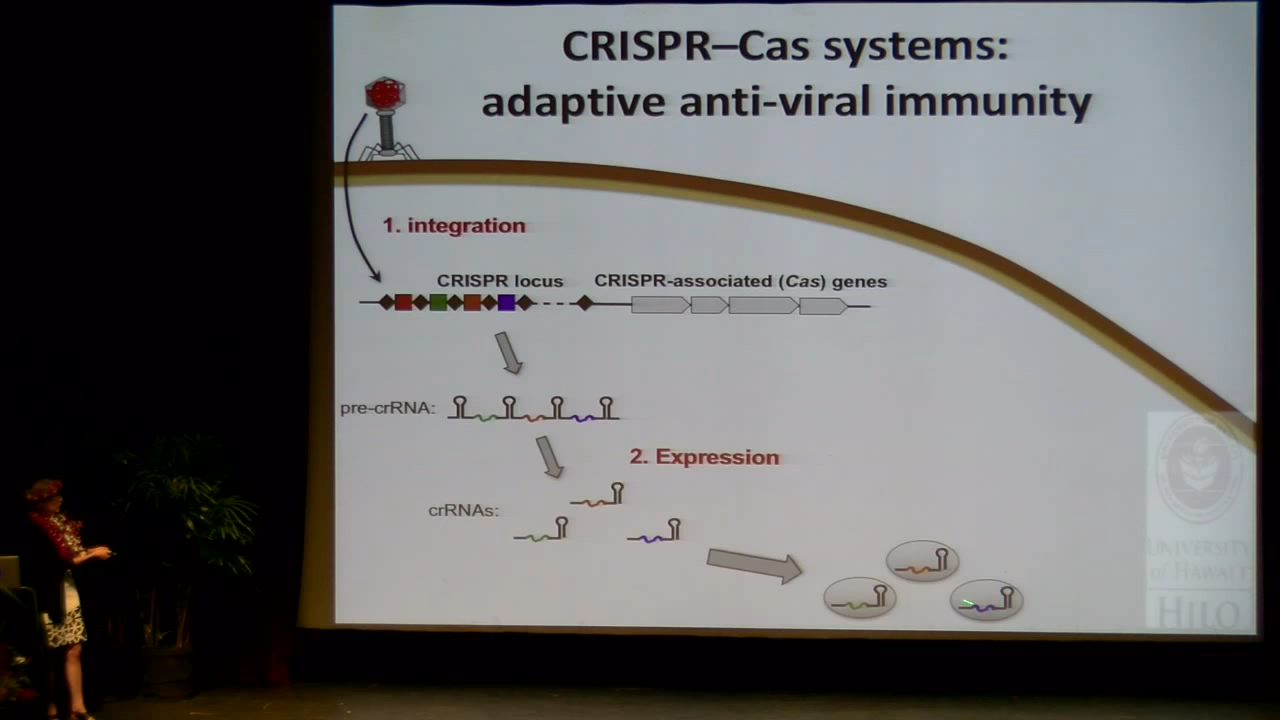 CRISPR–Cas systems:
adaptive anti-viral immunity
1. integration
CRISPR locus
CRISPR-associated (Cas) genes
pre-crRNA:
2. Expression
crRNAs:
UNIVERSITY
of HAWAI‘I
HILO